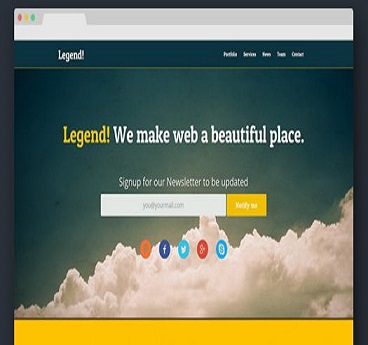 Legend!
Portfolio Services News Team Contact
Legend! We make web a beautiful place.
Signup for our Newsletter to be updated
you@yourmail.com
Notify me